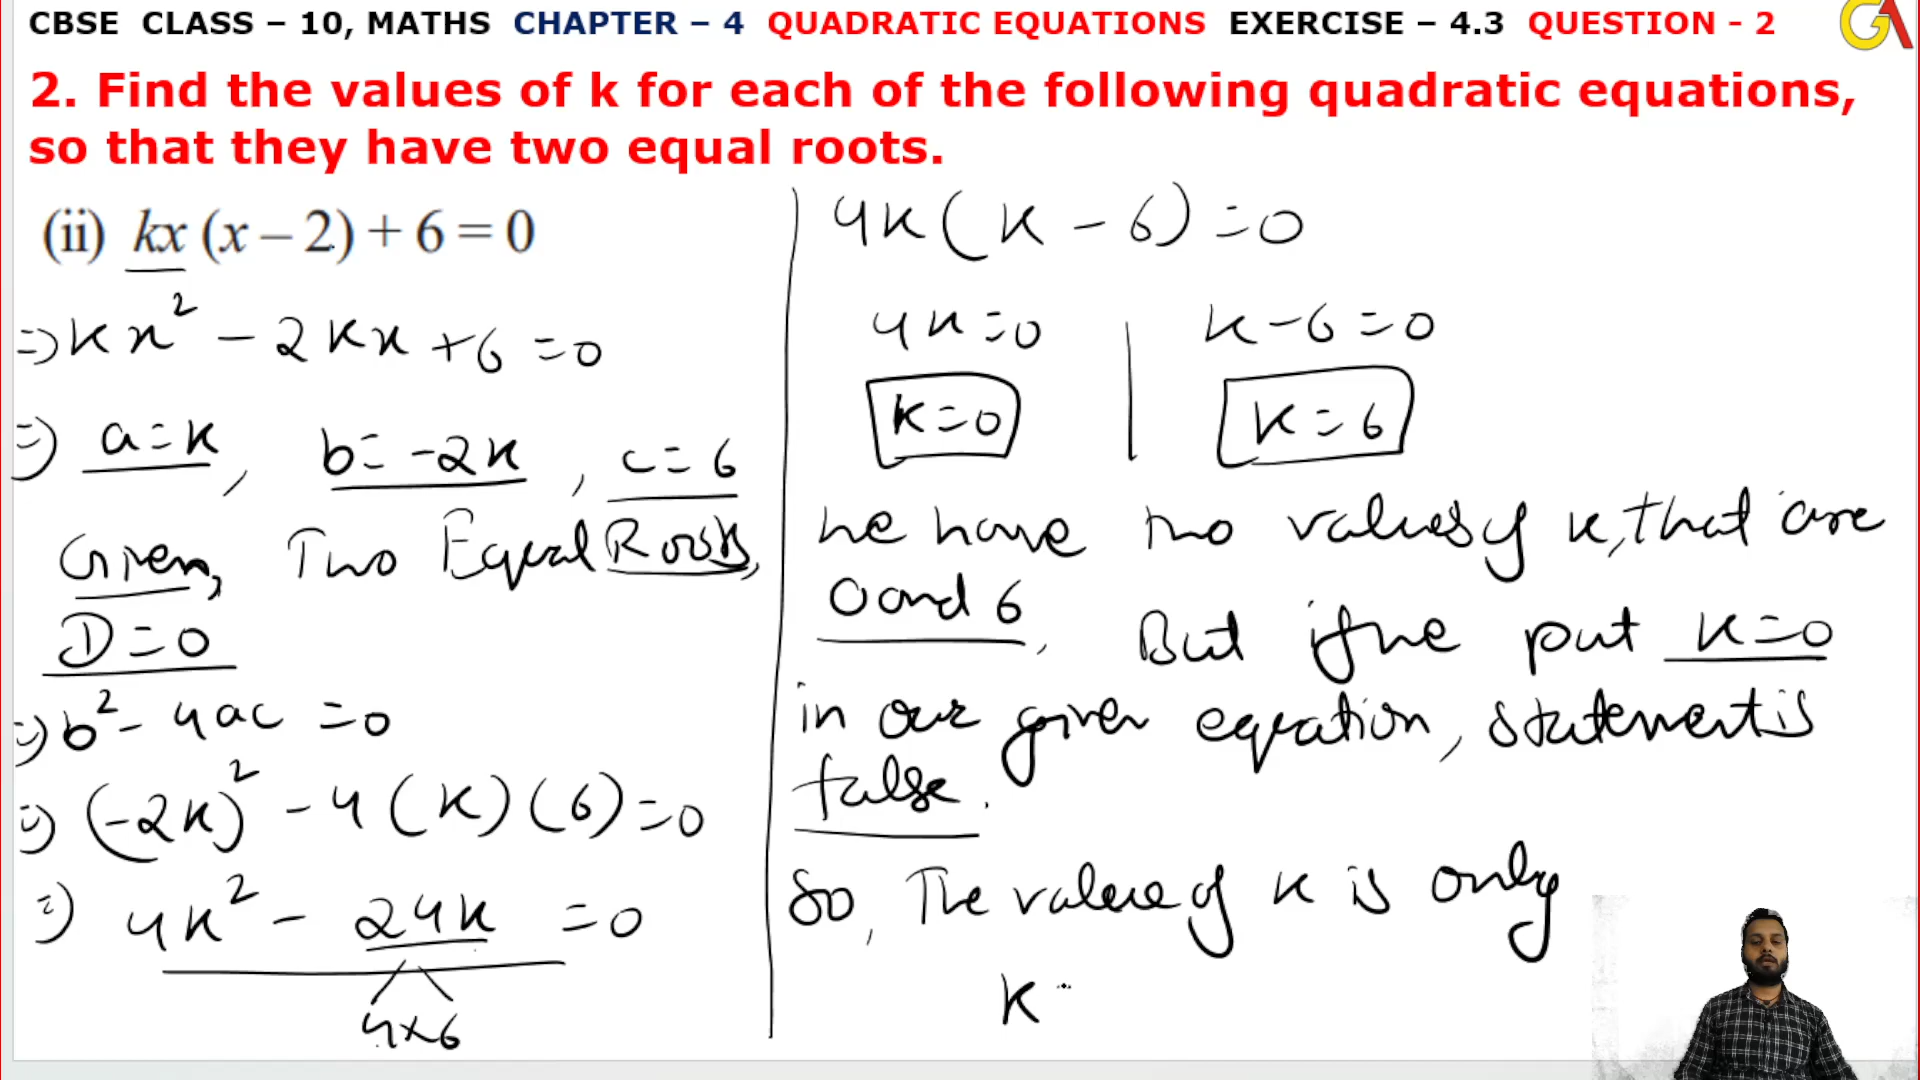 CBSE CLASS – 10, MATHS CHAPTER – 4 QUADRATIC EQUATIONS EXERCISE – 4.3 QUESTION - 2
GA
2. Find the values of k for each of the following quadratic equations,
so that they have two equal roots.
(ii) kx (x – 2) + 6 = 0
⇒ kx² - 2kx + 6 = 0
⇒ a = k, b = -2k, c = 6
Given, Two Equal Roots,
D = 0
⇒ b² - 4ac = 0
⇒ (-2k)² - 4(k)(6) = 0
⇒ 4k² - 24k = 0
4×6
4k(k - 6) = 0
4k = 0 | k - 6 = 0
k = 0 | k = 6
we have two values of k, that are
0 and 6. But if we put k = 0
in our given equation, statement is
false.
So, The value of k is only
k